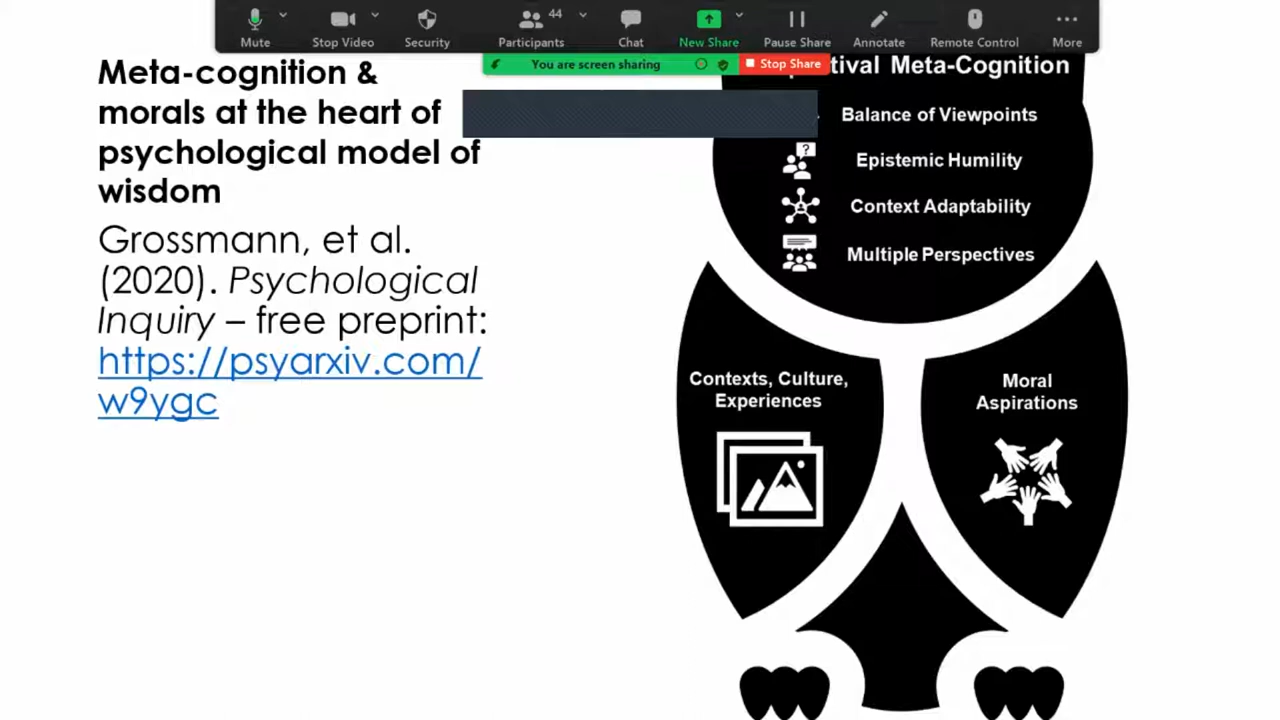 44
Mute
Stop Video
Security
Participants
Chat
New Share
Pause Share
Annotate
Remote Control
More
You are screen sharing
Stop Share
Meta-cognition &
morals at the heart of
psychological model of
wisdom
Grossmann, et al.
(2020). Psychological
Inquiry – free preprint:
https://psyarxiv.com/
w9ygc
Meta-Cognition
Balance of Viewpoints
Epistemic Humility
Context Adaptability
Multiple Perspectives
Contexts, Culture,
Experiences
Moral
Aspirations